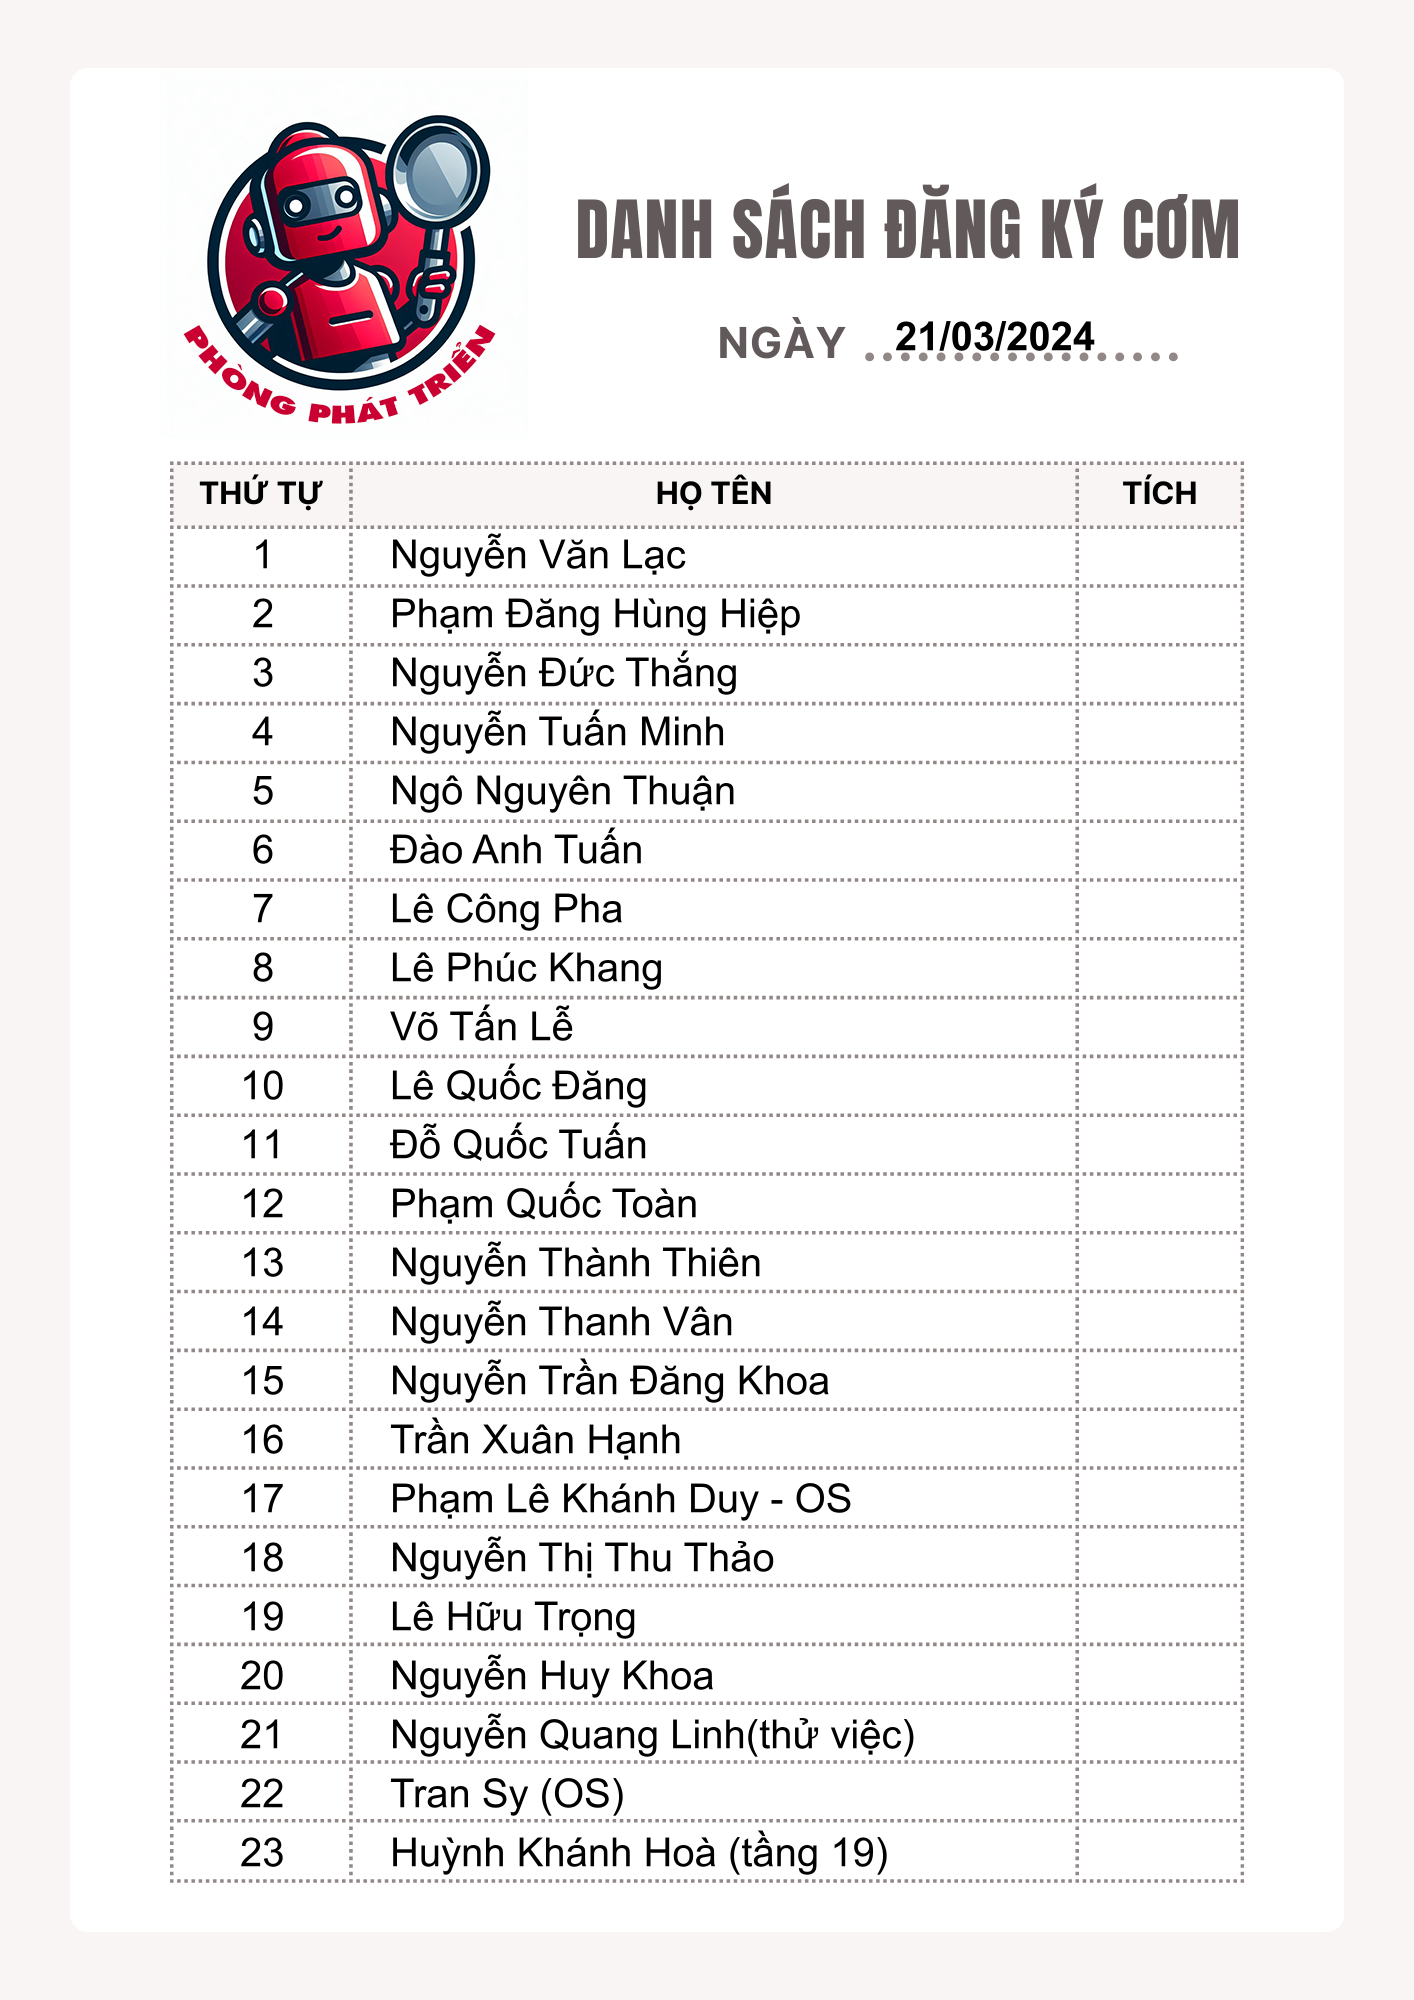 PHÒNG PHÁT TRIỂN
DANH SÁCH ĐĂNG KÝ CƠM
NGÀY 21/03/2024
THỨ TỰ HỌ TÊN TÍCH
1 Nguyễn Văn Lạc
2 Phạm Đăng Hùng Hiệp
3 Nguyễn Đức Thắng
4 Nguyễn Tuấn Minh
5 Ngô Nguyên Thuận
6 Đào Anh Tuấn
7 Lê Công Pha
8 Lê Phúc Khang
9 Võ Tấn Lễ
10 Lê Quốc Đăng
11 Đỗ Quốc Tuấn
12 Phạm Quốc Toàn
13 Nguyễn Thành Thiên
14 Nguyễn Thanh Vân
15 Nguyễn Trần Đăng Khoa
16 Trần Xuân Hạnh
17 Phạm Lê Khánh Duy - OS
18 Nguyễn Thị Thu Thảo
19 Lê Hữu Trọng
20 Nguyễn Huy Khoa
21 Nguyễn Quang Linh(thử việc)
22 Tran Sy (OS)
23 Huỳnh Khánh Hoà (tầng 19)